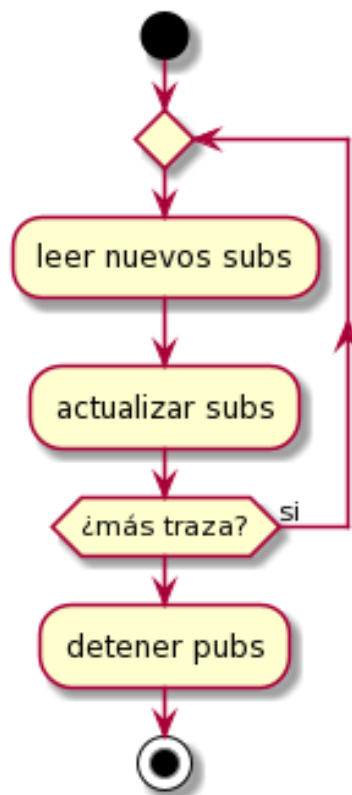 leer nuevos subs
actualizar subs
¿más traza?
si
detener pubs